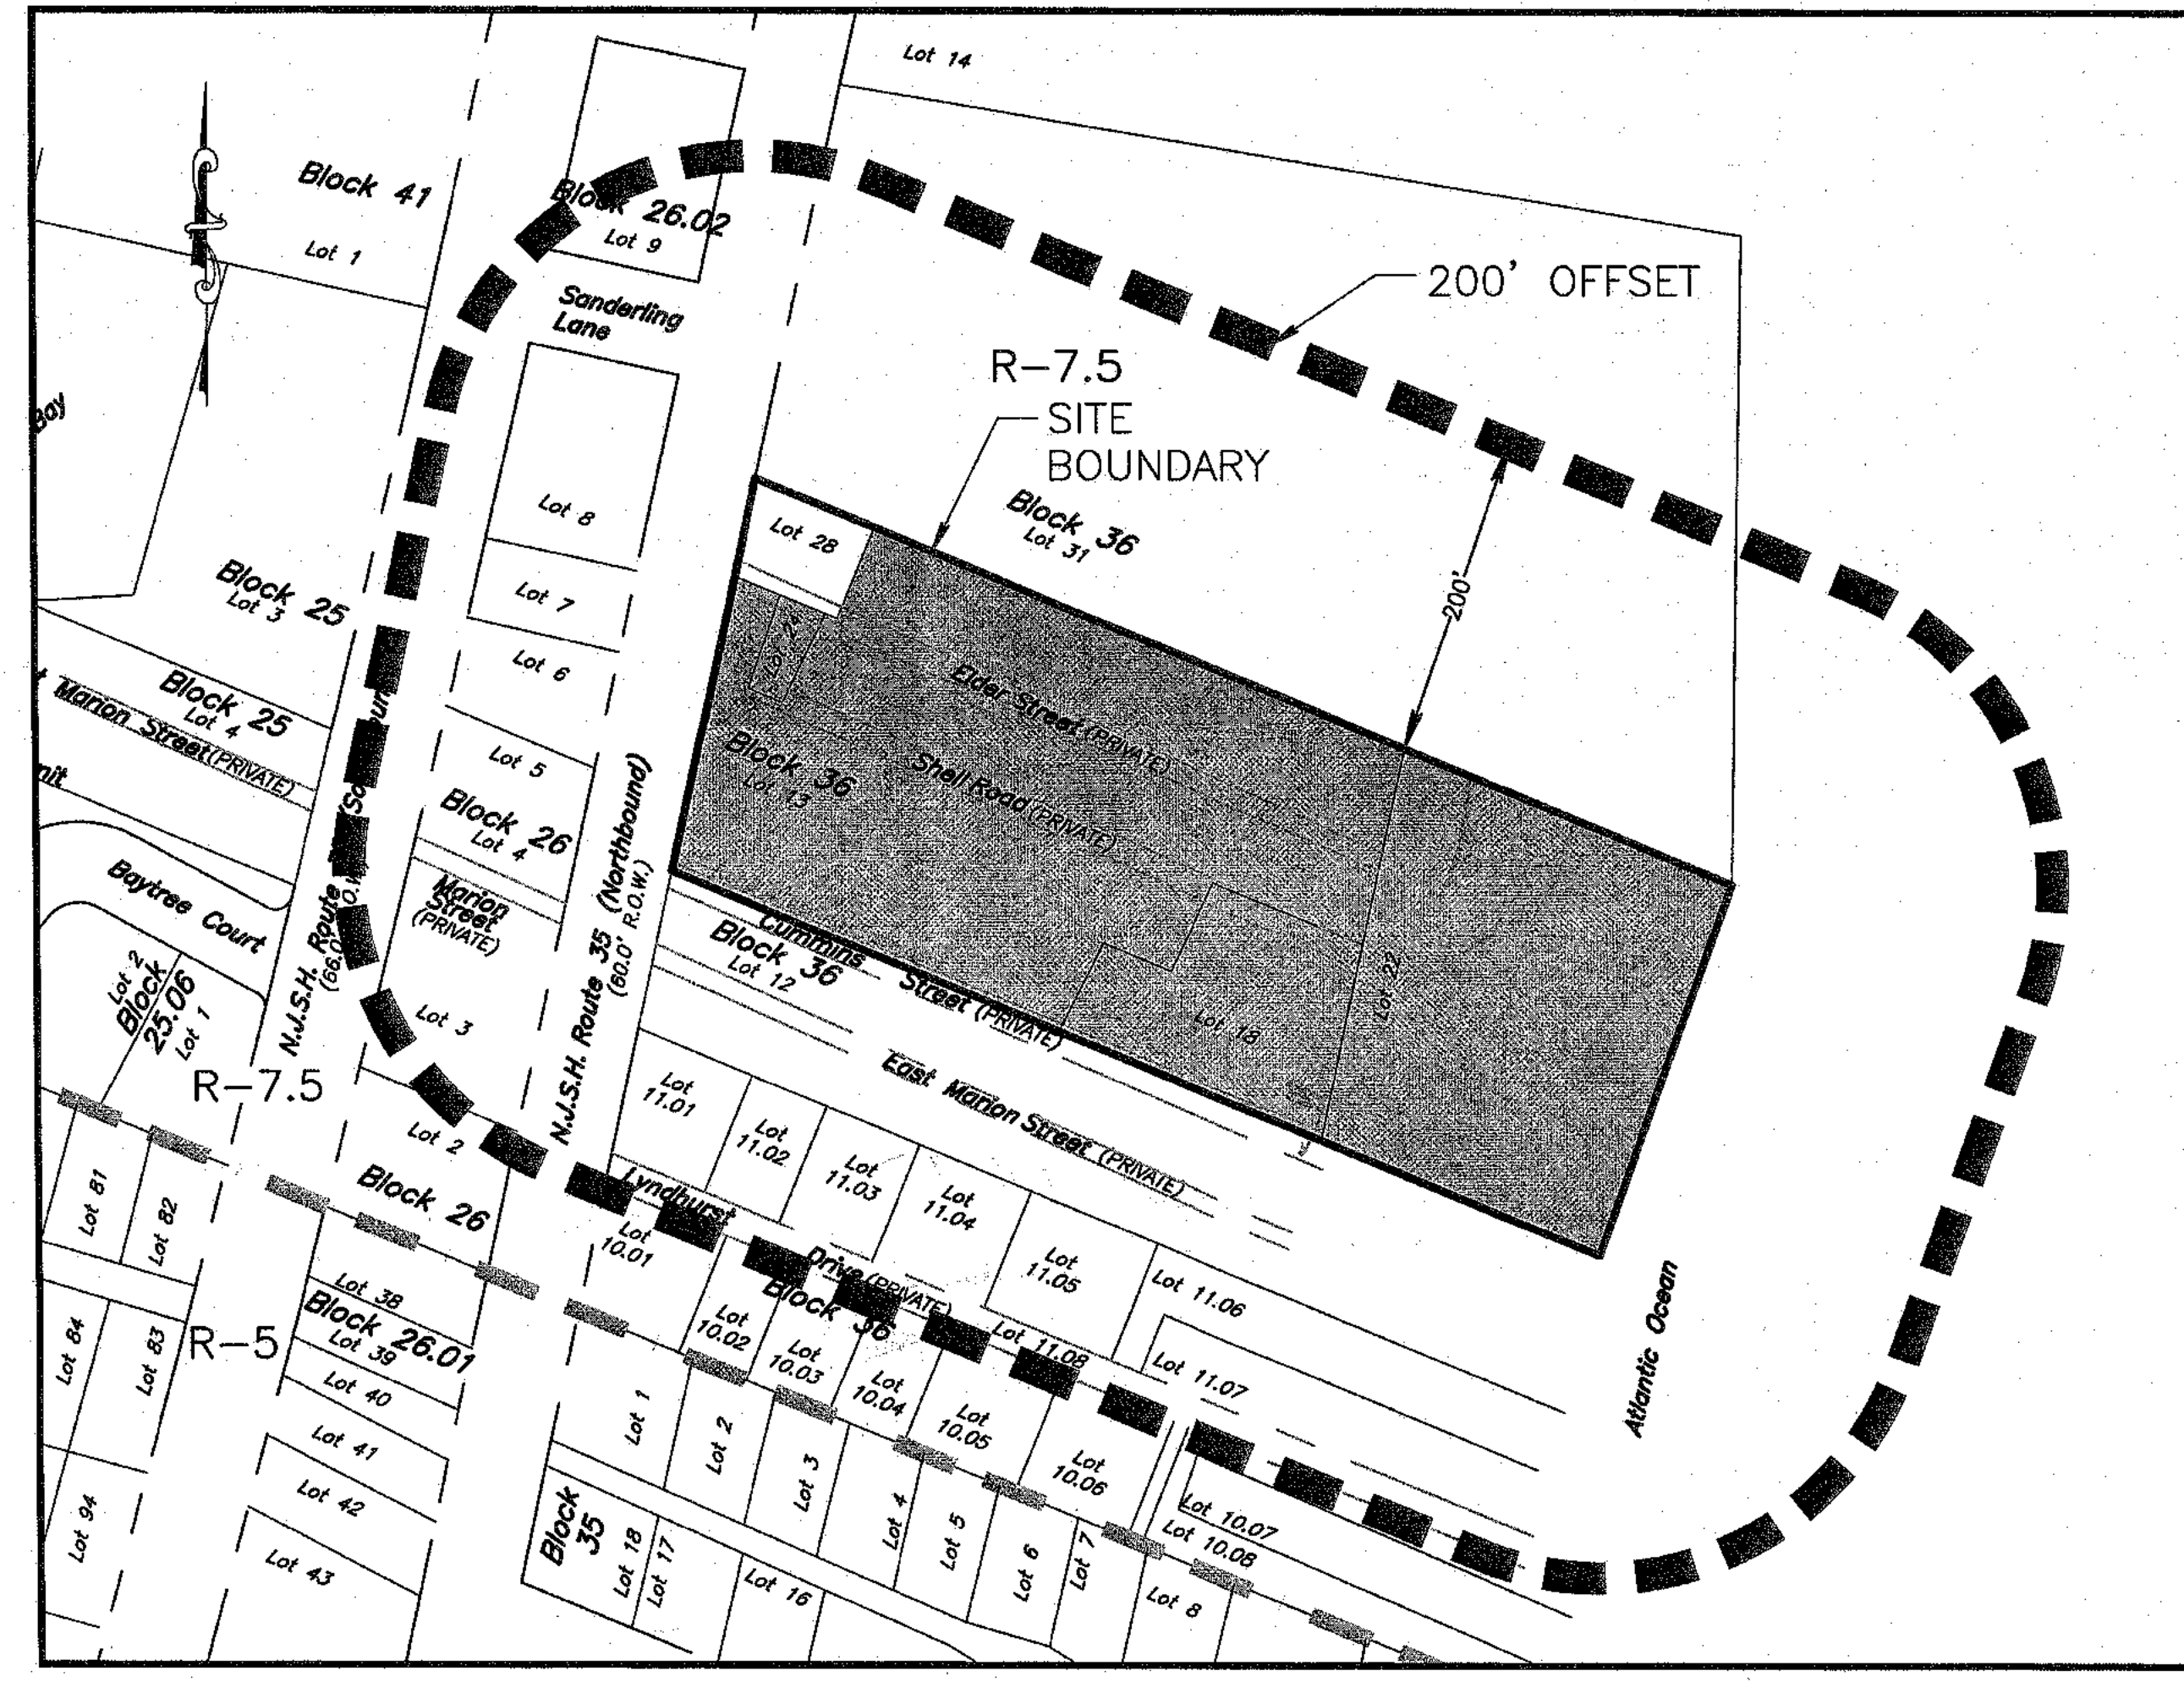 Lot 14
Block 41
Lot 1
Block 26.02
Lot 9
Sanderling
Lane
200' OFFSET
R-7.5
SITE
BOUNDARY
Bay
Lot 8
Lot 28
Block 36
Lot 31
200'
Block 25
Lot 3
Lot 7
Lot 24
Lot 6
Elder Street (PRIVATE)
Block 25
Lot 4
t Marion Street (PRIVATE)
Lot 5
Block 36
Lot 13
Shell Road (PRIVATE)
nit
Block 26
Lot 4
Baytree Court
Marion
Street
(PRIVATE)
N.J.S.H. Route
(66.0'
N.J.S.H. Route 35 (Northbound)
(60.0' R.O.W.)
Cummins
Street (PRIVATE)
Block 36
Lot 12
Lot 2
Block
25.06
Lot 1
Lot 3
Lot 22
Lot 18
R-7.5
East Marion Street (PRIVATE)
Lot
11.01
Lot
11.02
Lot
11.03
Lot
11.04
Lot
11.05
Lot 11.06
Lot 2
Block 26
Lyndhurst
Drive (PRIVATE)
Lot
10.01
Block 36
Lot 81
Lot 82
Lot 11.08
Lot 11.07
Atlantic Ocean
Lot 84
Lot 83
R-5
Lot 38
Block 26.01
Lot 39
Lot 40
Lot 41
Lot 42
Lot 43
Lot
10.02
Lot
10.03
Lot
10.04
Lot
10.05
Lot
10.06
Lot 10.07
Lot 10.08
Lot 94
Lot 1
Lot 2
Lot 3
Lot 4
Lot 5
Lot 6
Lot 7
Lot 8
Block
35
Lot 18
Lot 17
Lot 16